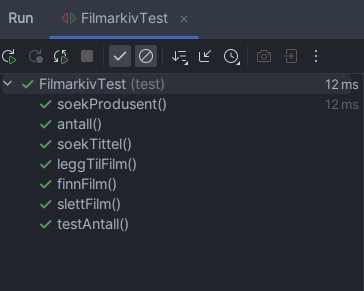 Run FilmarkivTest
FilmarkivTest (test) 12 ms
soekProdusent() 12 ms
antall()
soekTittel()
leggTilFilm()
finnFilm()
slettFilm()
testAntall()